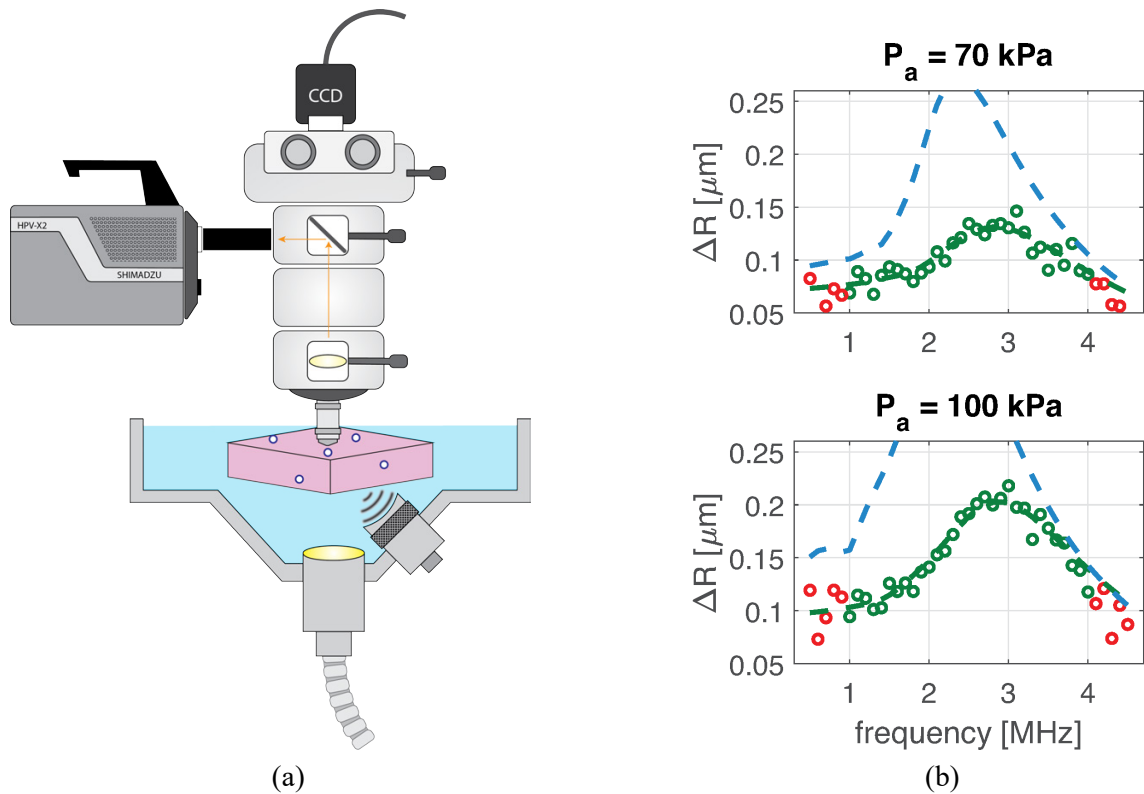 CCD
HPV-X2
SHIMADZU
(a)
P_a = 70 kPa
0.25
0.2
0.15
0.1
0.05
ΔR [μm]
1 2 3 4
P_a = 100 kPa
0.25
0.2
0.15
0.1
0.05
ΔR [μm]
1 2 3 4
frequency [MHz]
(b)